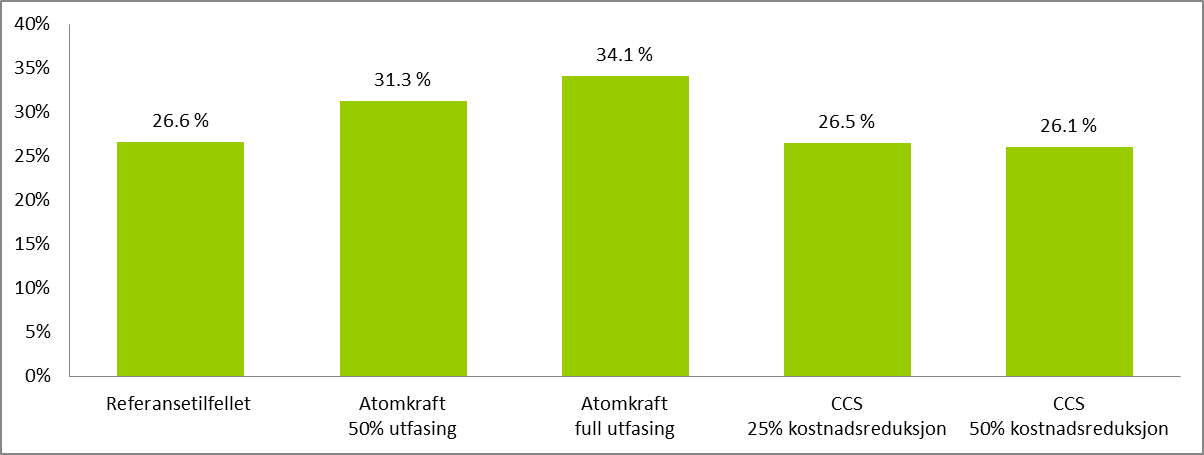 40%
35%
30%
25%
20%
15%
10%
5%
0%
26.6 %
31.3 %
34.1 %
26.5 %
26.1 %
Referansetilfellet
Atomkraft
50% utfasing
Atomkraft
full utfasing
CCS
25% kostnadsreduksjon
CCS
50% kostnadsreduksjon